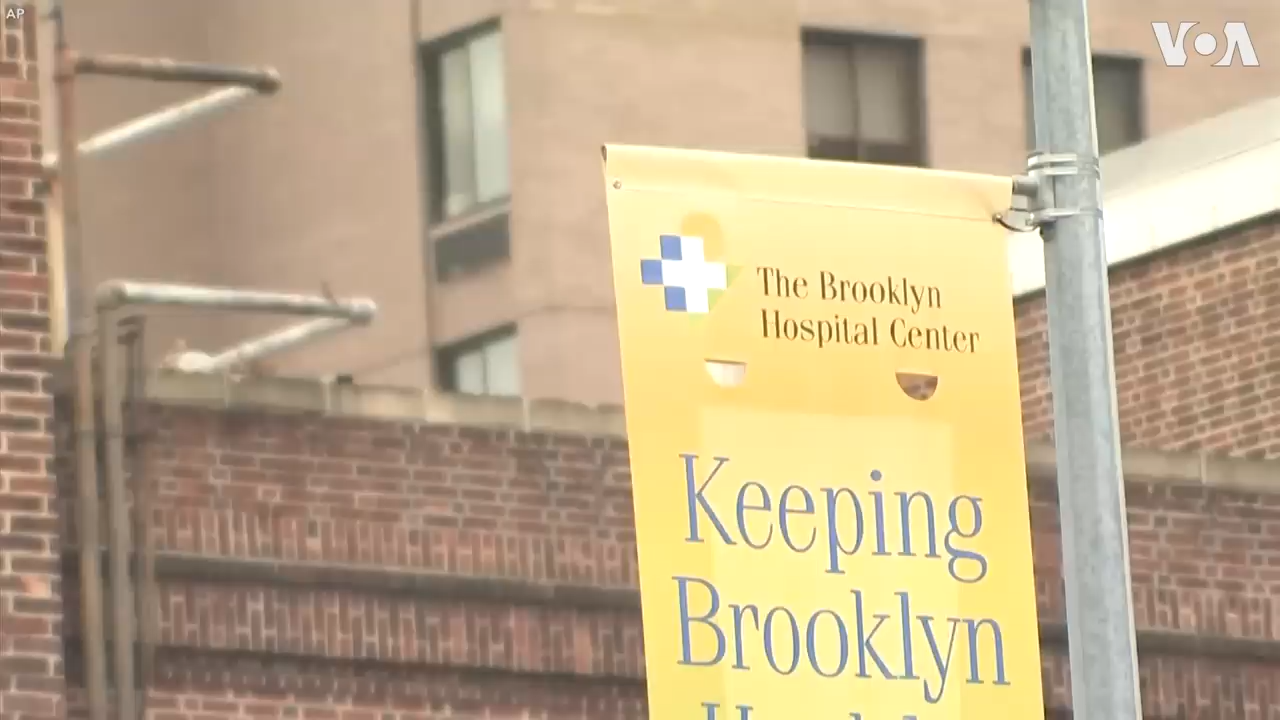 AP
VOA
The Brooklyn
Hospital Center
Keeping
Brooklyn